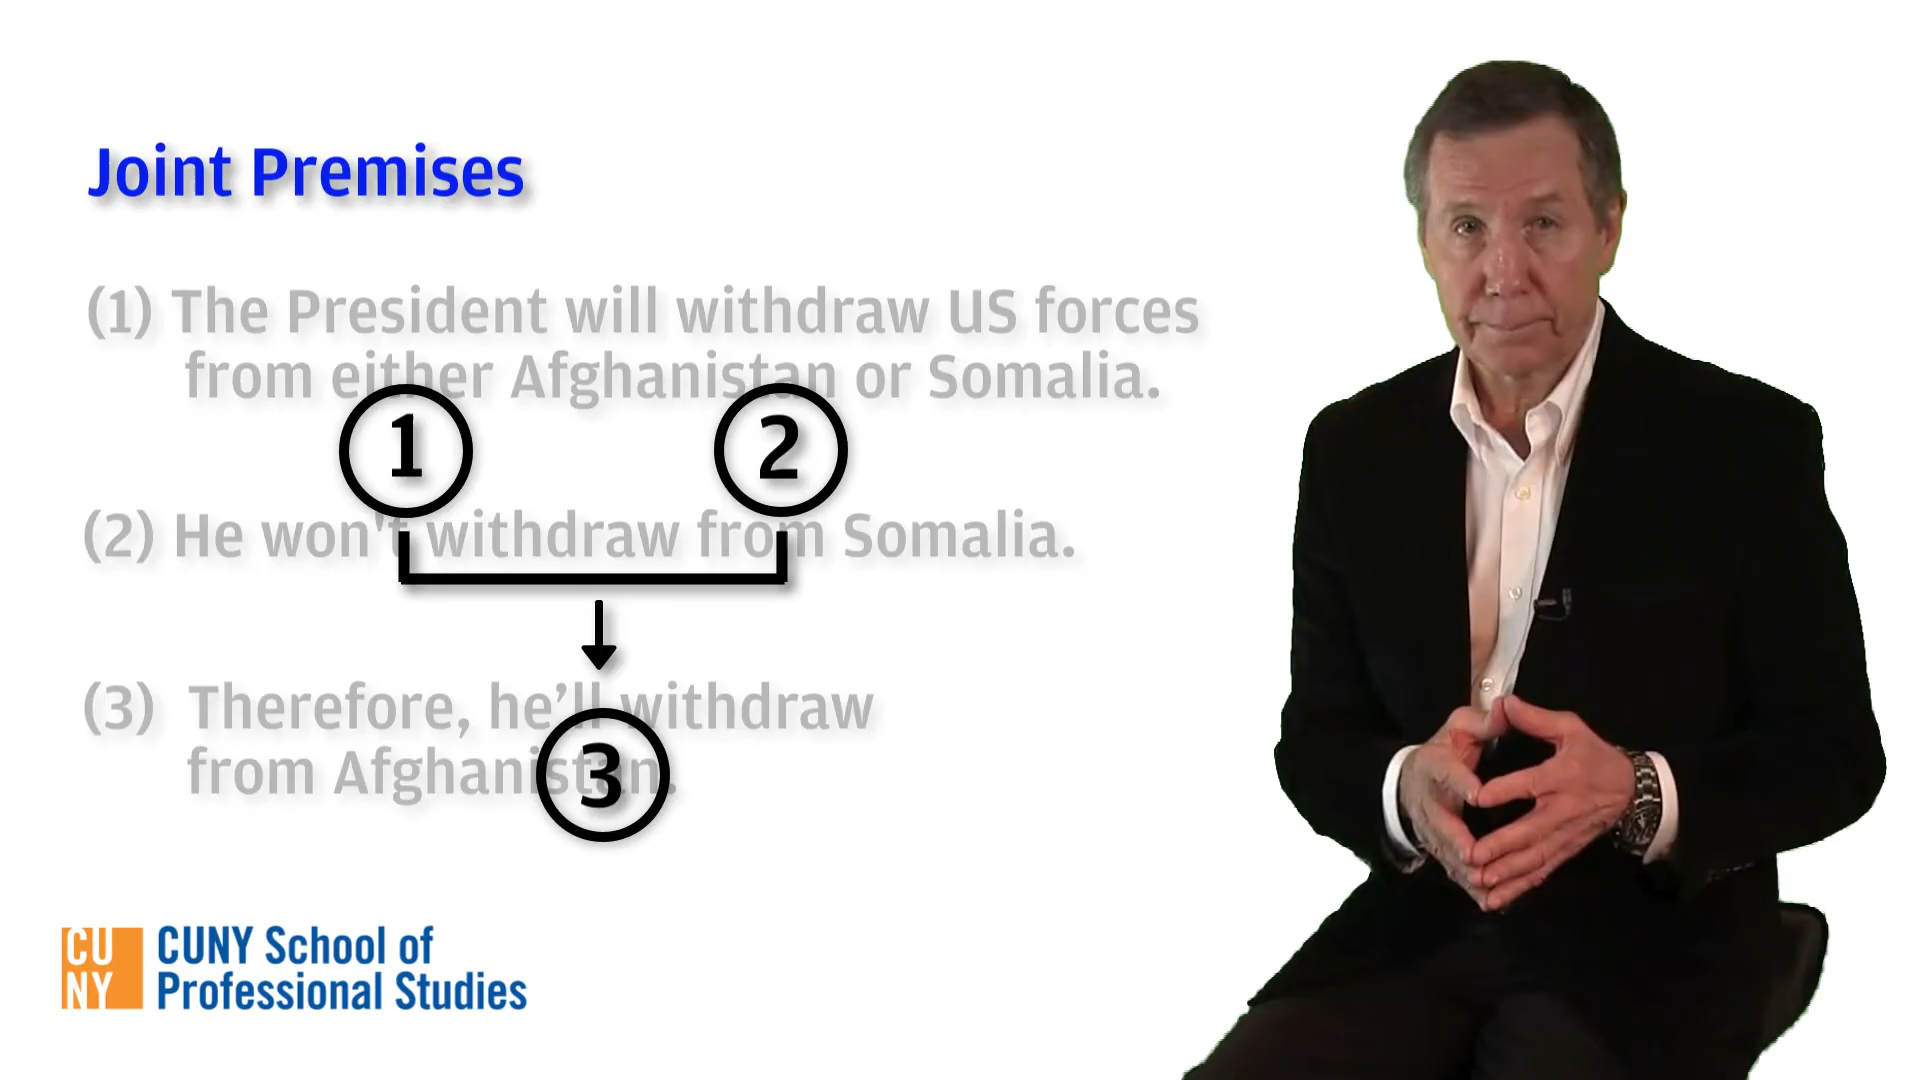 Joint Premises
(1) The President will withdraw US forces
from either Afghanistan or Somalia.
1 2
(2) He won't withdraw from Somalia.
(3) Therefore, he’ll withdraw
from Afghanistan.
3
CU
NY
CUNY School of
Professional Studies